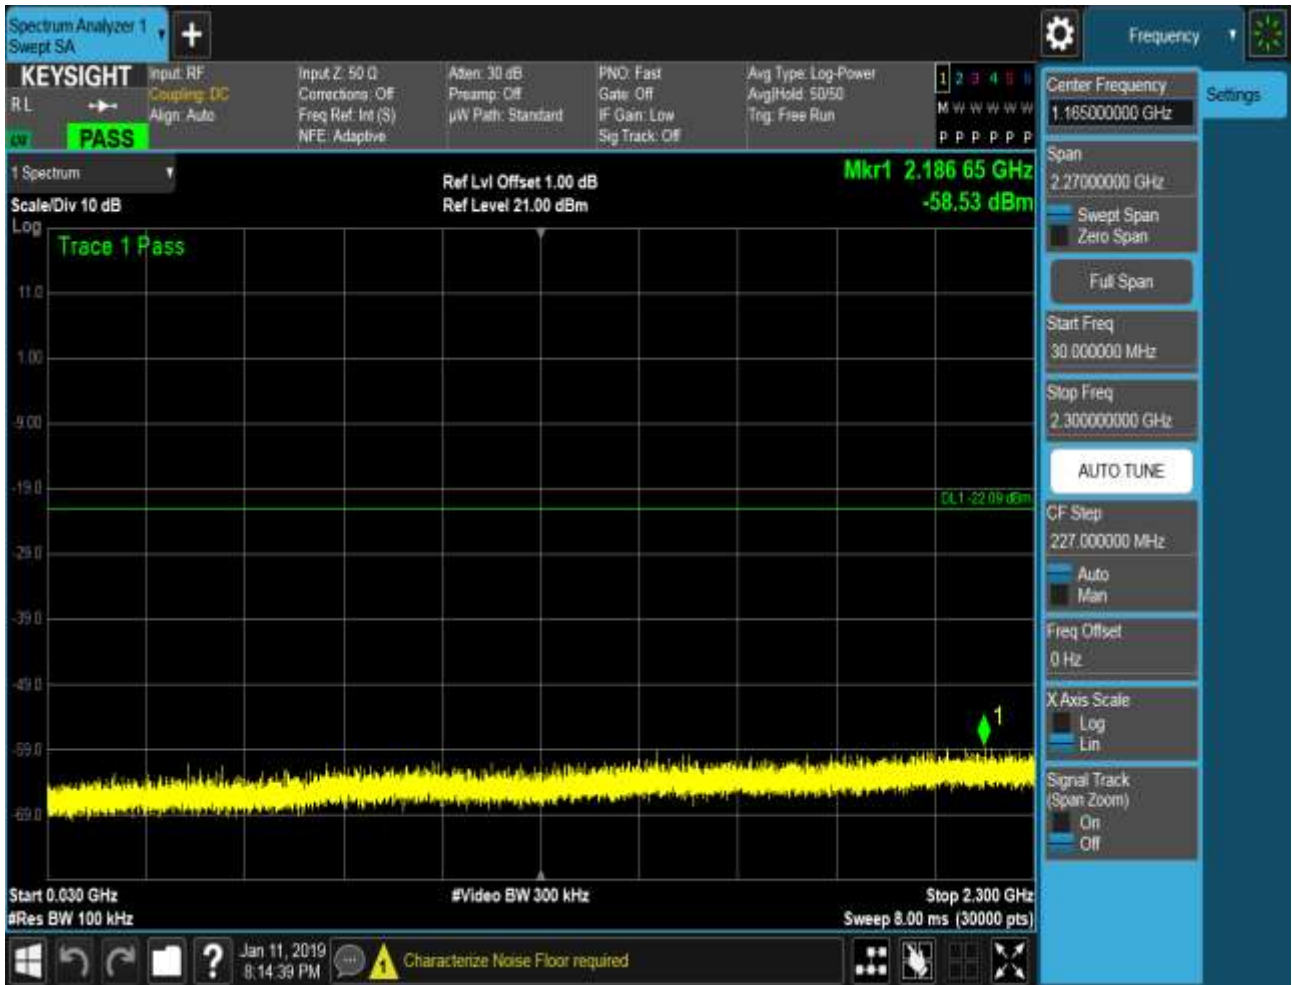 Spectrum Analyzer 1
Swept SA
+
Frequency
KEYSIGHT
RL
PASS
Input: RF
Coupling: DC
Align: Auto
Input Z: 50 Ω
Corrections: Off
Freq Ref: Int (S)
NFE: Adaptive
Atten: 30 dB
Preamp: Off
µW Path: Standard
PNO: Fast
Gate: Off
IF Gain: Low
Sig Track: Off
Avg Type: Log-Power
Avg|Hold: 50/50
Trig: Free Run
1 2 3 4 5 6
M W W W W W
P P P P P P
1 Spectrum
Scale/Div 10 dB
Log
Ref Lvl Offset 1.00 dB
Ref Level 21.00 dBm
Mkr1 2.186 65 GHz
-58.53 dBm
Trace 1 Pass
11.0
1.00
-9.00
-19.0
DL1 -22.09 dBm
-29.0
-39.0
-49.0
1
-59.0
-69.0
Start 0.030 GHz
#Res BW 100 kHz
#Video BW 300 kHz
Stop 2.300 GHz
Sweep 8.00 ms (30000 pts)
Center Frequency
1.165000000 GHz
Settings
Span
2.27000000 GHz
Swept Span
Zero Span
Full Span
Start Freq
30.000000 MHz
Stop Freq
2.300000000 GHz
AUTO TUNE
CF Step
227.000000 MHz
Auto
Man
Freq Offset
0 Hz
X Axis Scale
Log
Lin
Signal Track
(Span Zoom)
On
Off
?
Jan 11, 2019
8:14:39 PM
1
Characterize Noise Floor required